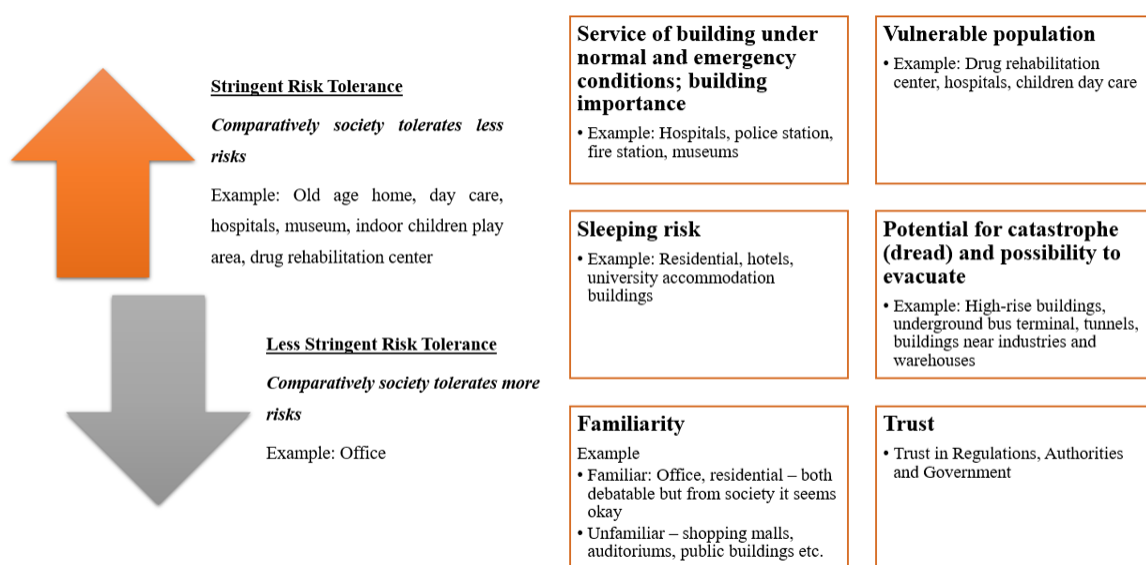 Stringent Risk Tolerance
Comparatively society tolerates less
risks
Example: Old age home, day care,
hospitals, museum, indoor children play
area, drug rehabilitation center
Less Stringent Risk Tolerance
Comparatively society tolerates more
risks
Example: Office
Service of building under
normal and emergency
conditions; building
importance
• Example: Hospitals, police station,
fire station, museums
Vulnerable population
• Example: Drug rehabilitation
center, hospitals, children day care
Sleeping risk
• Example: Residential, hotels,
university accommodation
buildings
Potential for catastrophe
(dread) and possibility to
evacuate
• Example: High-rise buildings,
underground bus terminal, tunnels,
buildings near industries and
warehouses
Familiarity
Example
• Familiar: Office, residential – both
debatable but from society it seems
okay
• Unfamiliar – shopping malls,
auditoriums, public buildings etc.
Trust
• Trust in Regulations, Authorities
and Government